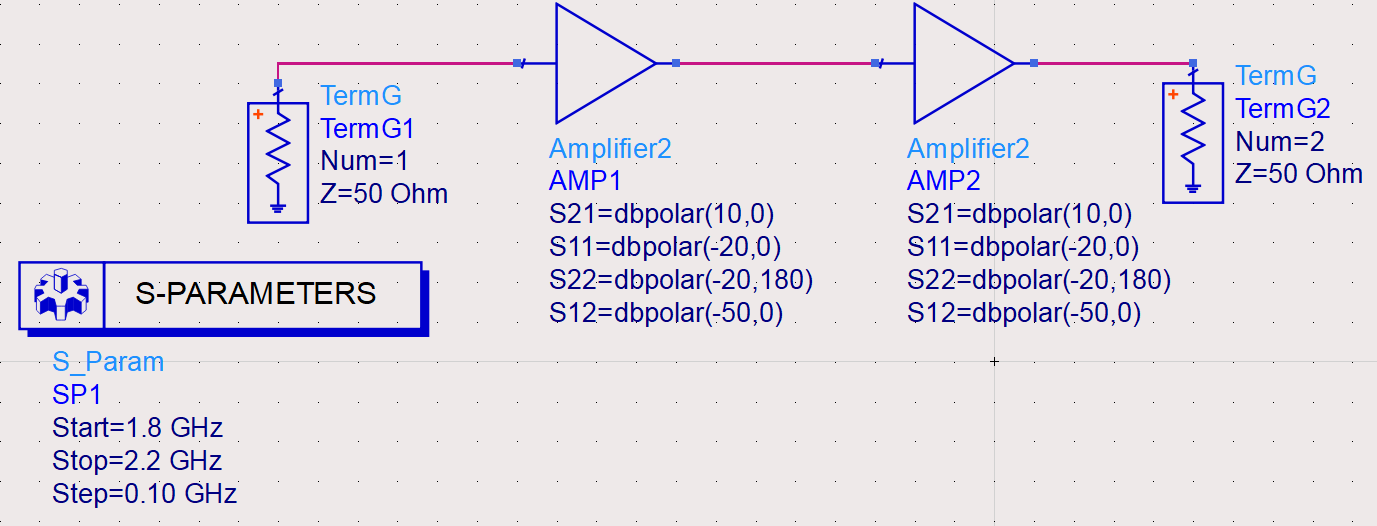 TermG
TermG1
Num=1
Z=50 Ohm
Amplifier2
AMP1
S21=dbpolar(10,0)
S11=dbpolar(-20,0)
S22=dbpolar(-20,180)
S12=dbpolar(-50,0)
Amplifier2
AMP2
S21=dbpolar(10,0)
S11=dbpolar(-20,0)
S22=dbpolar(-20,180)
S12=dbpolar(-50,0)
TermG
TermG2
Num=2
Z=50 Ohm
S-PARAMETERS
S_Param
SP1
Start=1.8 GHz
Stop=2.2 GHz
Step=0.10 GHz